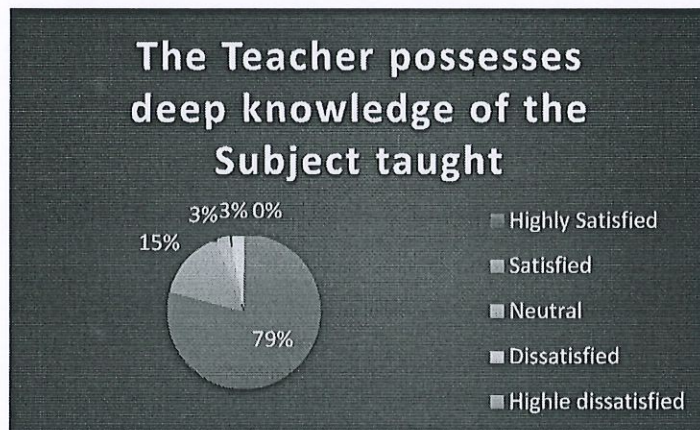 The Teacher possesses
deep knowledge of the
Subject taught
3% 3% 0%
15%
79%
Highly Satisfied
Satisfied
Neutral
Dissatisfied
Highle dissatisfied